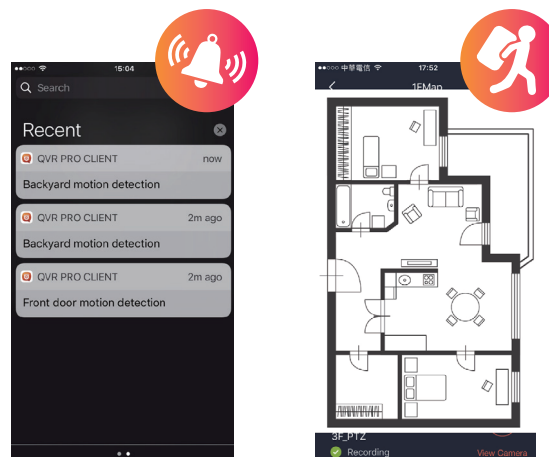 15:04
Search
Recent
QVR PRO CLIENT now
Backyard motion detection
QVR PRO CLIENT 2m ago
Backyard motion detection
QVR PRO CLIENT 2m ago
Front door motion detection
中華電信 17:52
1FMap
3F_PTZ
Recording View Camera